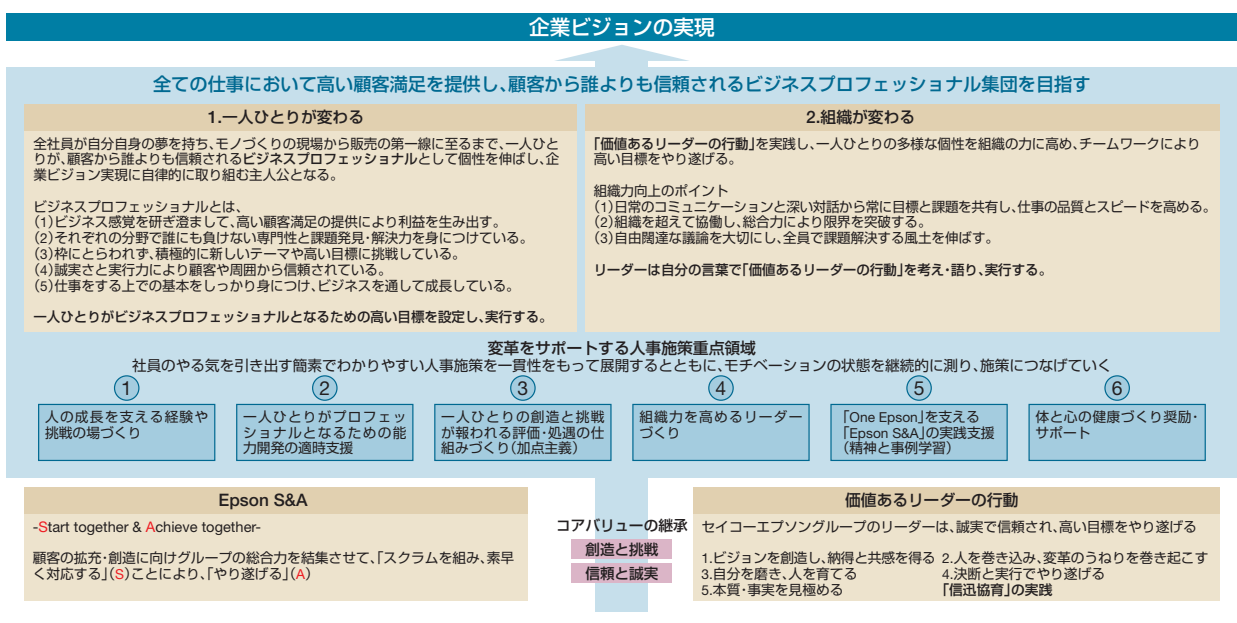 企業ビジョンの実現
全ての仕事において高い顧客満足を提供し、顧客から誰よりも信頼されるビジネスプロフェッショナル集団を目指す
1.一人ひとりが変わる
全社員が自分自身の夢を持ち、モノづくりの現場から販売の第一線に至るまで、一人ひ
とりが、顧客から誰よりも信頼されるビジネスプロフェッショナルとして個性を伸ばし、企
業ビジョン実現に自律的に取り組む主人公となる。
ビジネスプロフェッショナルとは、
(1)ビジネス感覚を研ぎ澄まして、高い顧客満足の提供により利益を生み出す。
(2)それぞれの分野で誰にも負けない専門性と課題発見・解決力を身につけている。
(3)枠にとらわれず、積極的に新しいテーマや高い目標に挑戦している。
(4)誠実さと実行力により顧客や周囲から信頼されている。
(5)仕事をする上での基本をしっかり身につけ、ビジネスを通して成長している。
一人ひとりがビジネスプロフェッショナルとなるための高い目標を設定し、実行する。
2.組織が変わる
「価値あるリーダーの行動」を実践し、一人ひとりの多様な個性を組織の力に高め、チームワークにより
高い目標をやり遂げる。
組織力向上のポイント
(1)日常のコミュニケーションと深い対話から常に目標と課題を共有し、仕事の品質とスピードを高める。
(2)組織を超えて協働し、総合力により限界を突破する。
(3)自由闊達な議論を大切にし、全員で課題解決する風土を伸ばす。
リーダーは自分の言葉で「価値あるリーダーの行動」を考え・語り、実行する。
変革をサポートする人事施策重点領域
社員のやる気を引き出す簡素でわかりやすい人事施策を一貫性をもって展開するとともに、モチベーションの状態を継続的に測り、施策につなげていく
①
人の成長を支える経験や
挑戦の場づくり
②
一人ひとりがプロフェッ
ショナルとなるための能
力開発の適時支援
③
一人ひとりの創造と挑戦
が報われる評価・処遇の仕
組みづくり(加点主義)
④
組織力を高めるリーダー
づくり
⑤
「One Epson」を支える
「Epson S&A」の実践支援
(精神と事例学習)
⑥
体と心の健康づくり奨励・
サポート
Epson S&A
-Start together & Achieve together-
顧客の拡充・創造に向けグループの総合力を結集させて、「スクラムを組み、素早
く対応する」(S)ことにより、「やり遂げる」(A)
コアバリューの継承
創造と挑戦
信頼と誠実
価値あるリーダーの行動
セイコーエプソングループのリーダーは、誠実で信頼され、高い目標をやり遂げる
1.ビジョンを創造し、納得と共感を得る 2.人を巻き込み、変革のうねりを巻き起こす
3.自分を磨き、人を育てる 4.決断と実行でやり遂げる
5.本質・事実を見極める 「信迅協育」の実践